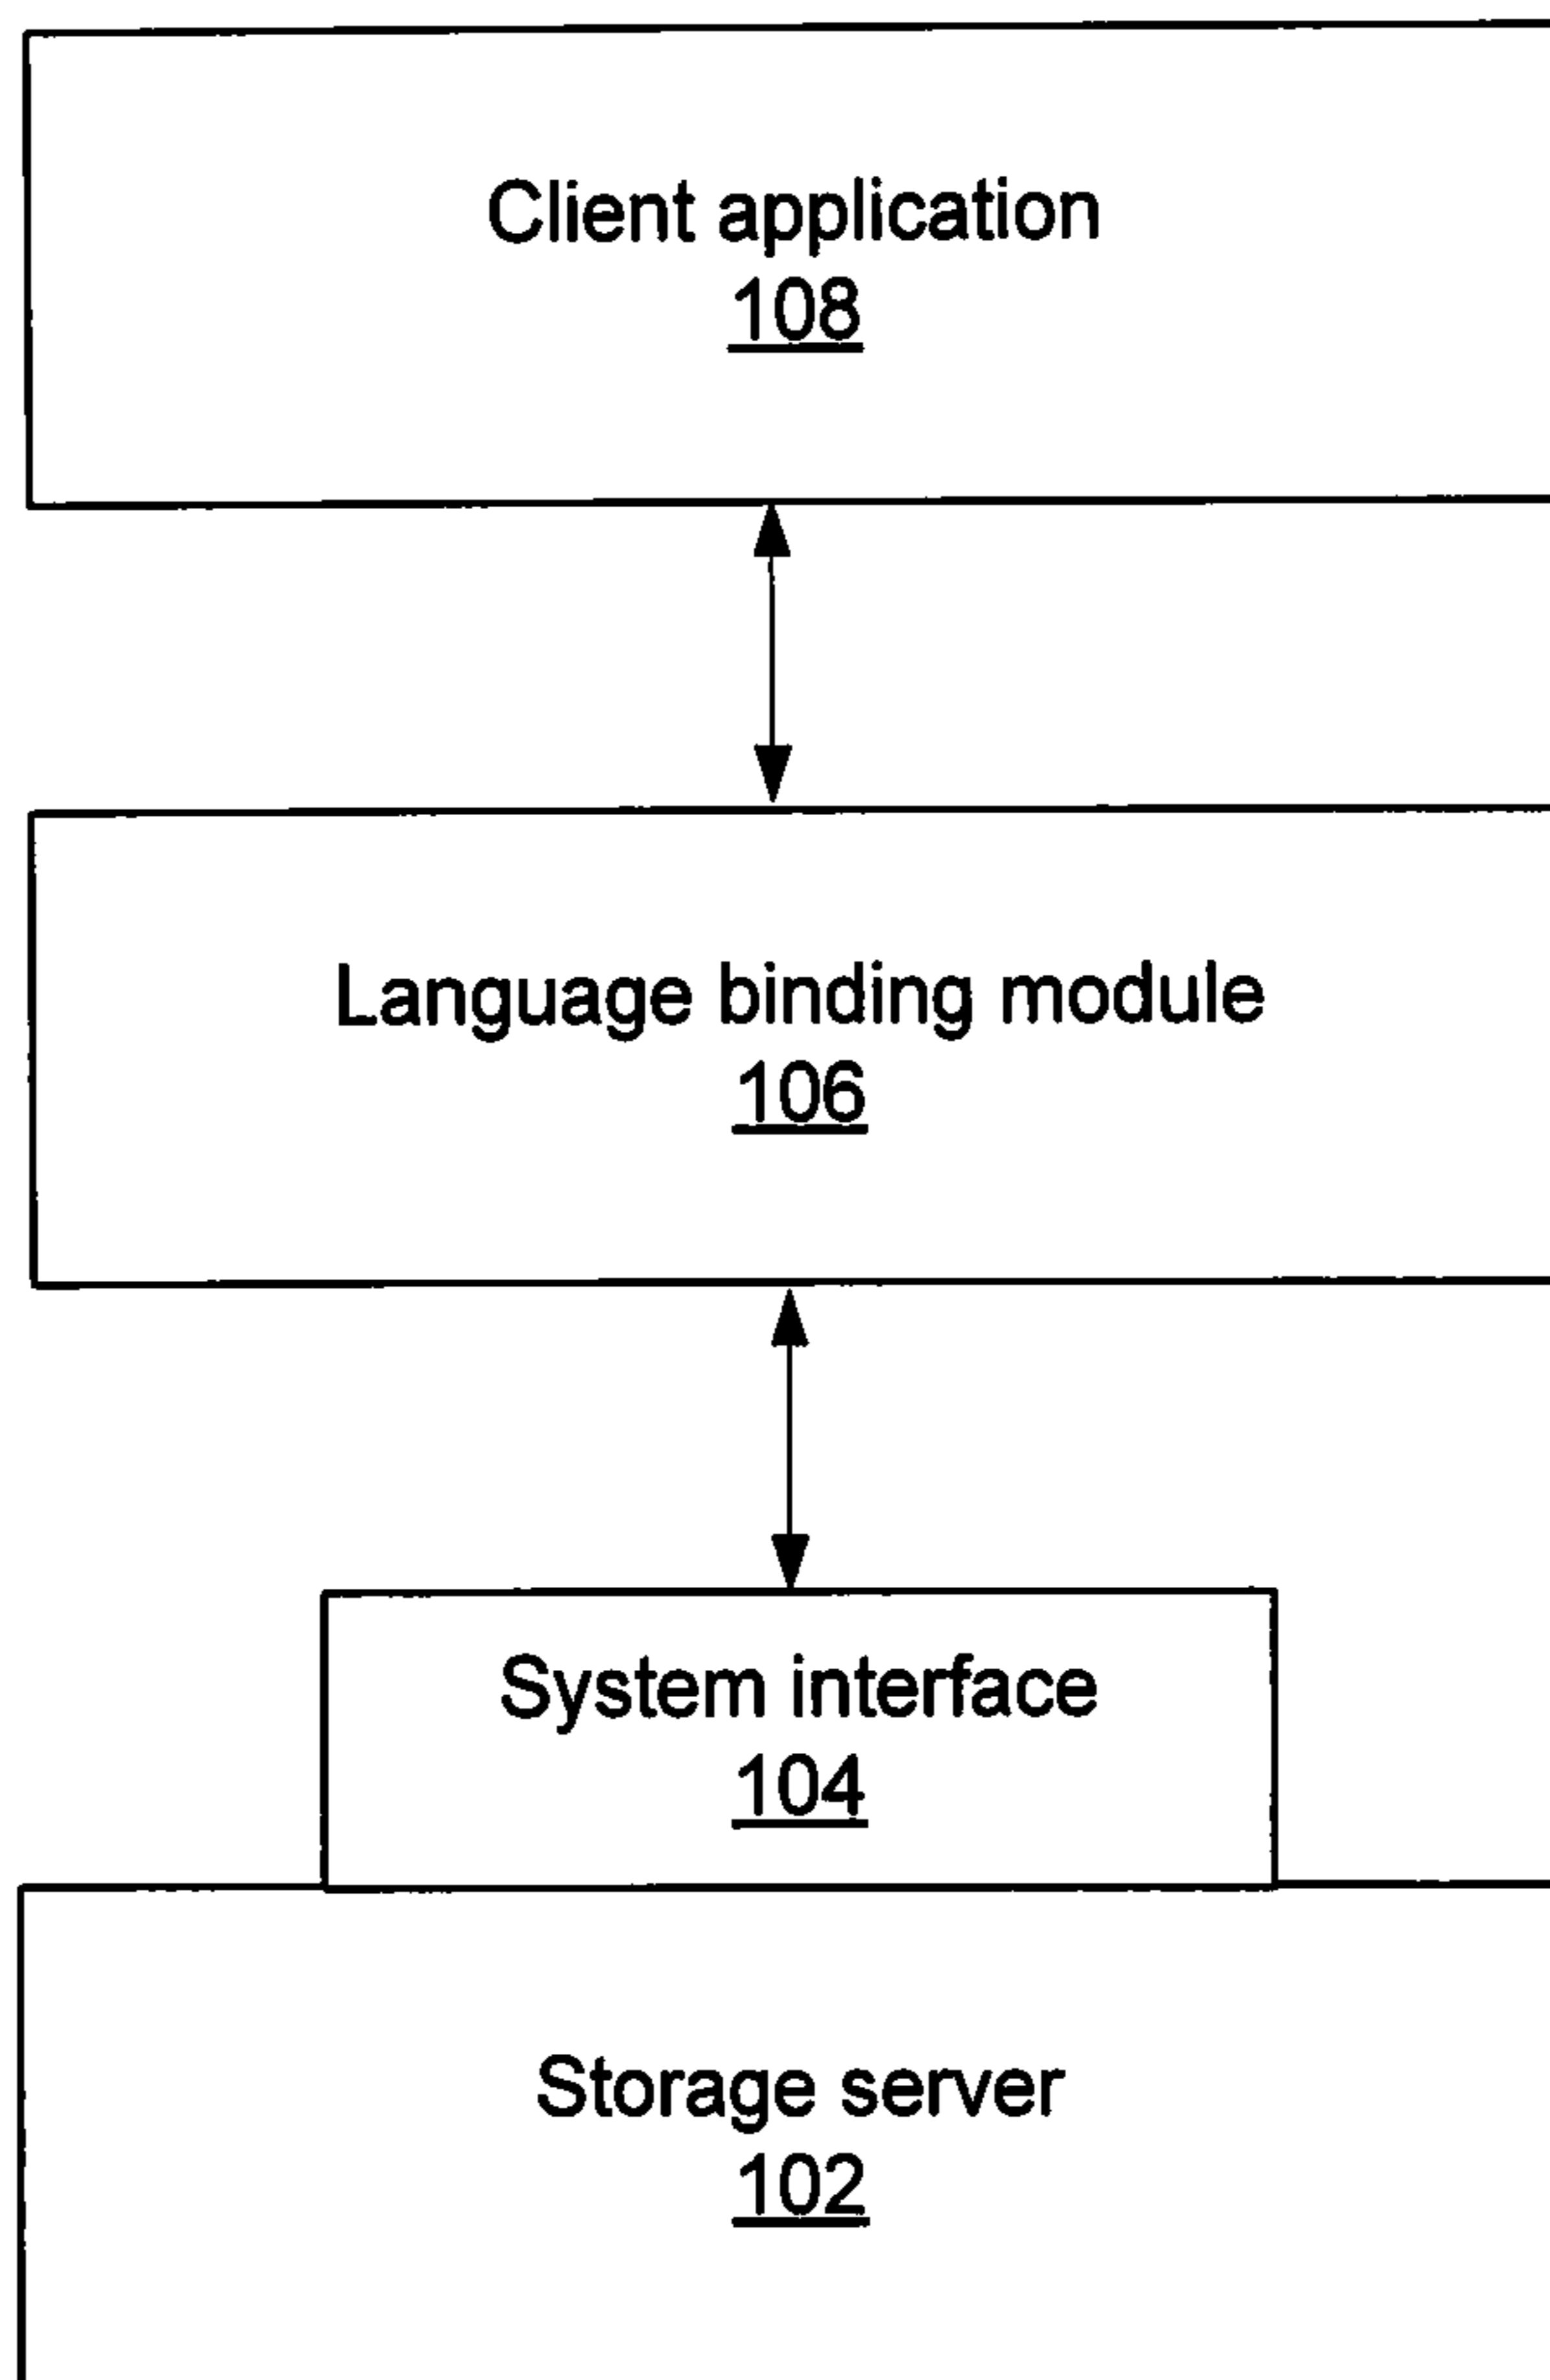 Client application
108
Language binding module
106
System interface
104
Storage server
102